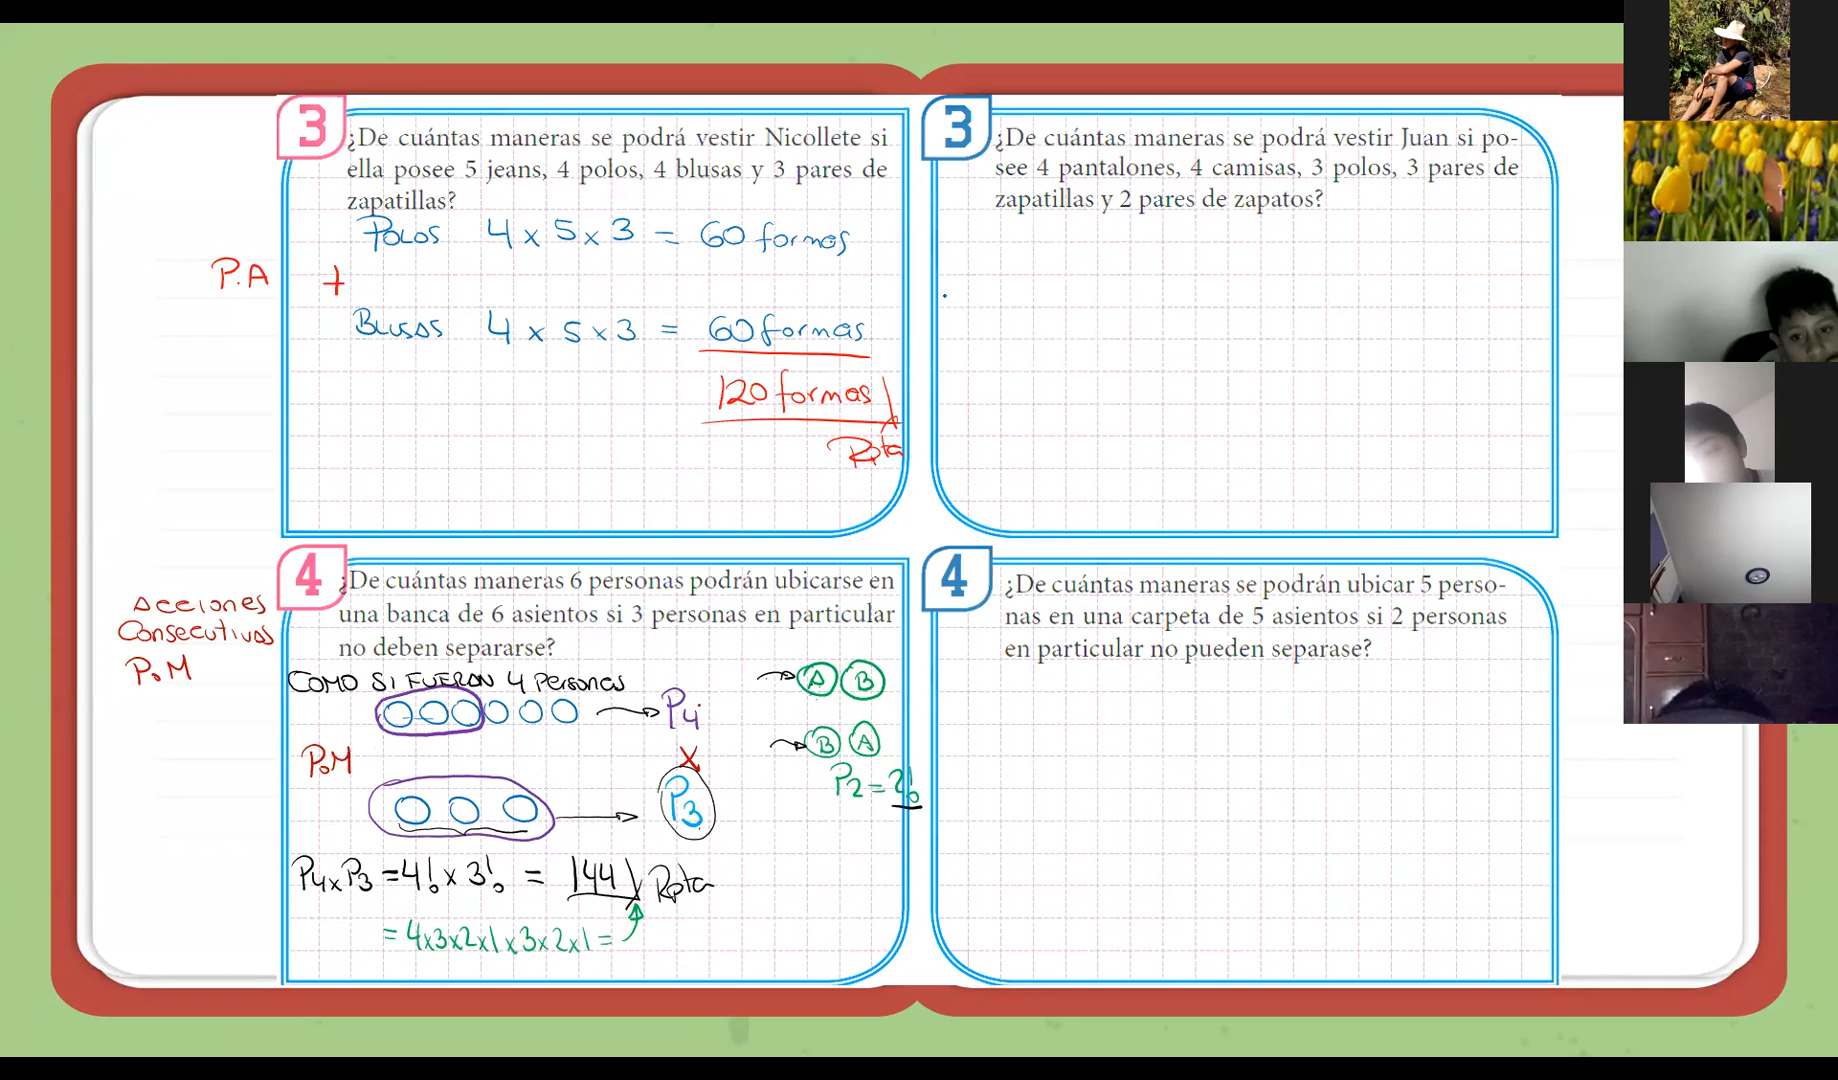 3
¿De cuántas maneras se podrá vestir Nicollete si
ella posee 5 jeans, 4 polos, 4 blusas y 3 pares de
zapatillas?
POLOS 4 x 5 x 3 = 60 formas
P.A +
BLUSAS 4 x 5 x 3 = 60 formas
120 formas
Rpta
3
¿De cuántas maneras se podrá vestir Juan si po-
see 4 pantalones, 4 camisas, 3 polos, 3 pares de
zapatillas y 2 pares de zapatos?
4
¿De cuántas maneras 6 personas podrán ubicarse en
una banca de 6 asientos si 3 personas en particular
no deben separarse?
Acciones
Consecutivas
P.M
COMO SI FUERAN 4 Personas
P4
P.M
x
P3
A B
B A
P2 = 2!
P4 x P3 = 4! x 3! = 144 Rpta
= 4x3x2x1x3x2x1 =
4
¿De cuántas maneras se podrán ubicar 5 perso-
nas en una carpeta de 5 asientos si 2 personas
en particular no pueden separase?